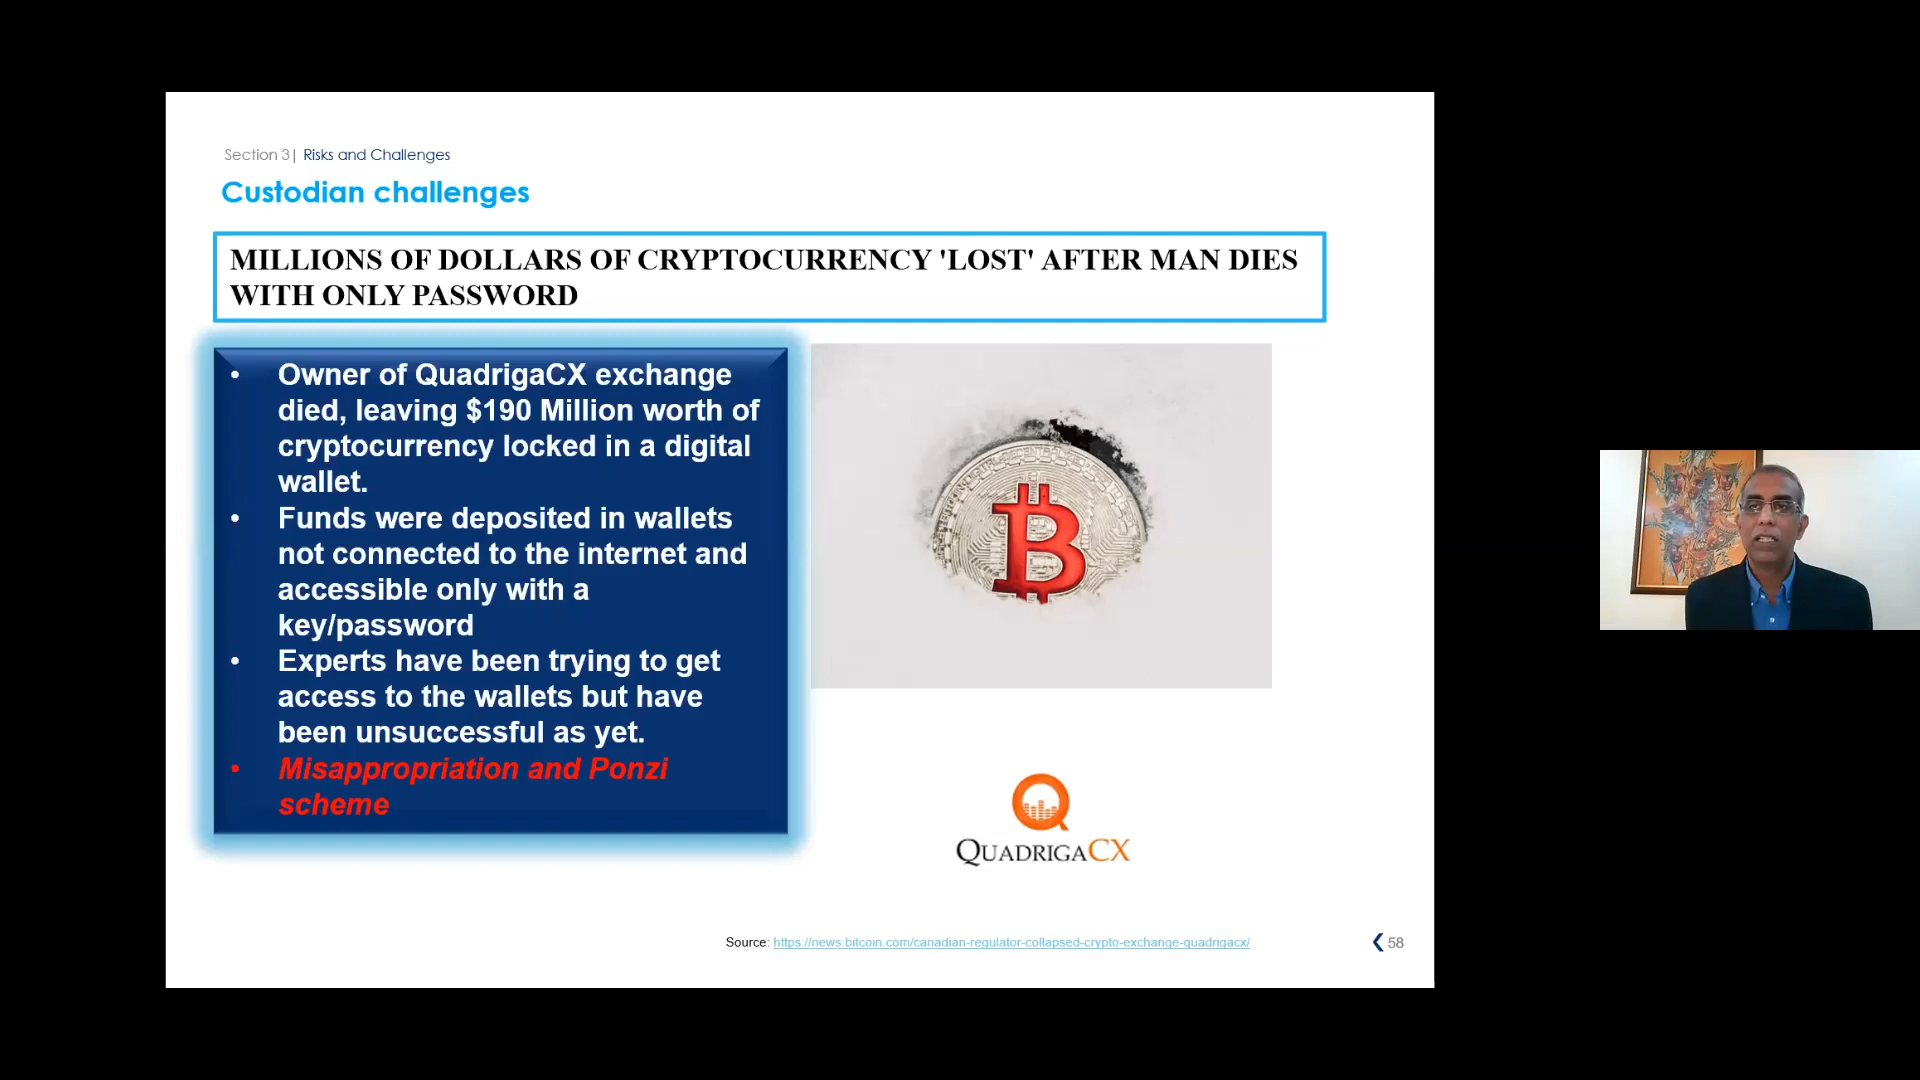 Section 3| Risks and Challenges
Custodian challenges
MILLIONS OF DOLLARS OF CRYPTOCURRENCY 'LOST' AFTER MAN DIES
WITH ONLY PASSWORD
• Owner of QuadrigaCX exchange
died, leaving $190 Million worth of
cryptocurrency locked in a digital
wallet.
• Funds were deposited in wallets
not connected to the internet and
accessible only with a
key/password
• Experts have been trying to get
access to the wallets but have
been unsuccessful as yet.
• Misappropriation and Ponzi
scheme
QUADRIGACX
Source: https://news.bitcoin.com/canadian-regulator-collapsed-crypto-exchange-quadrigacx/
58